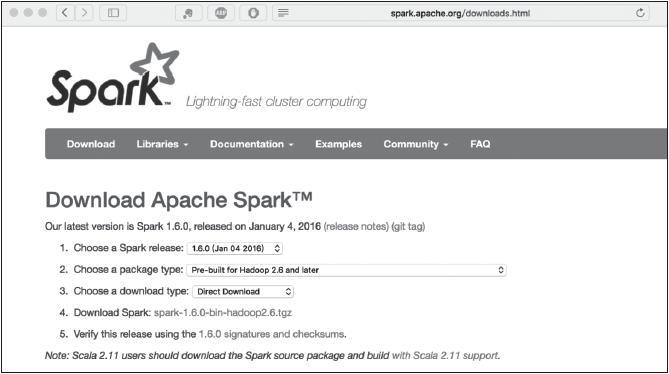 spark.apache.org/downloads.html
Spark™ Lightning-fast cluster computing
Download Libraries Documentation Examples Community FAQ
Download Apache Spark™
Our latest version is Spark 1.6.0, released on January 4, 2016 (release notes) (git tag)
1. Choose a Spark release: 1.6.0 (Jan 04 2016)
2. Choose a package type: Pre-built for Hadoop 2.6 and later
3. Choose a download type: Direct Download
4. Download Spark: spark-1.6.0-bin-hadoop2.6.tgz
5. Verify this release using the 1.6.0 signatures and checksums.
Note: Scala 2.11 users should download the Spark source package and build with Scala 2.11 support.